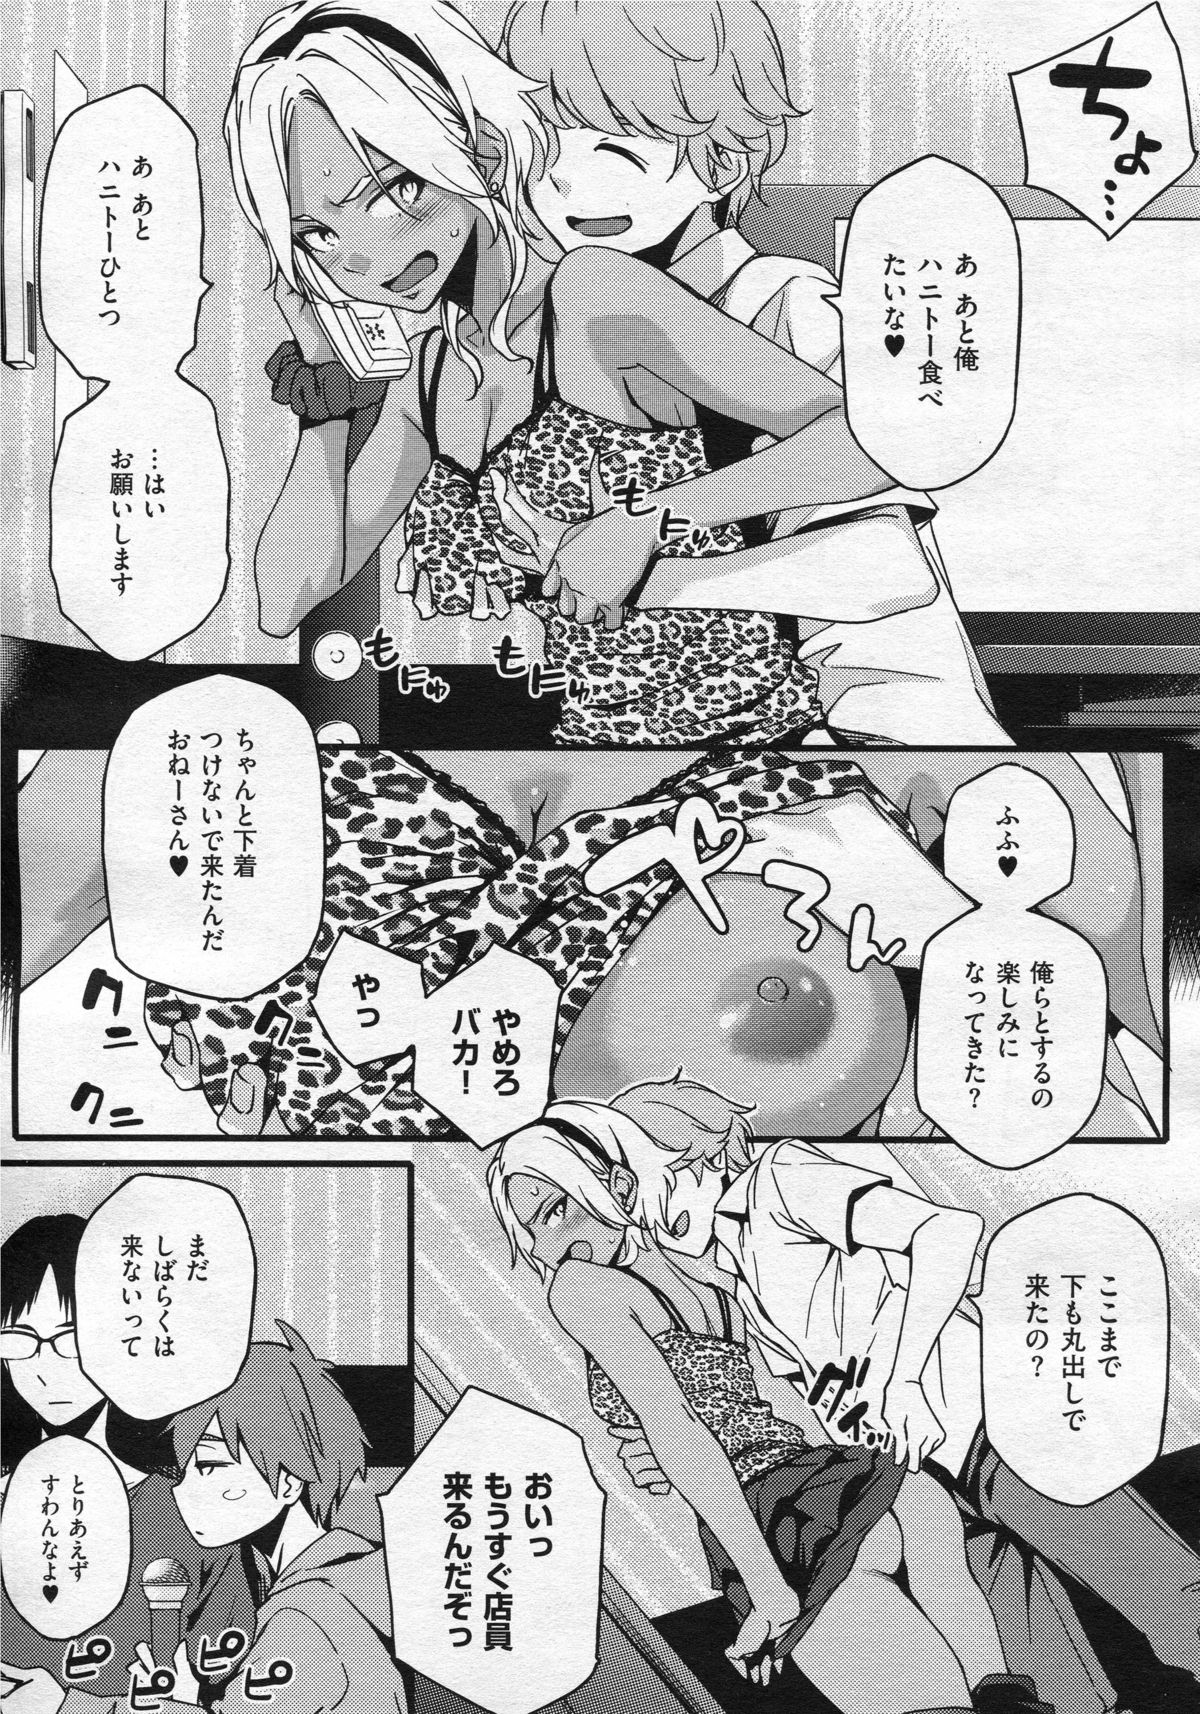 ちょ…
あ あと俺
ハニトー食べ
たいな♥
あ あと
ハニトーひとつ
…はい
お願いします
もにゅ
もにゅ
もにゅ
ふふ♥
俺らとするの
楽しみに
なってきた？
やろん
やめろ
バカ！
やっ
ちゃんと下着
つけないで来たんだ
おねーさん♥
クニ
クニ
ここまで
下も丸出しで
来たの？
グイッ
おいっ
もうすぐ店員
来るんだぞっ
まだ
しばらくは
来ないって
とりあえず
すわんなよ♥
ピ
ピ
ピ
ピ